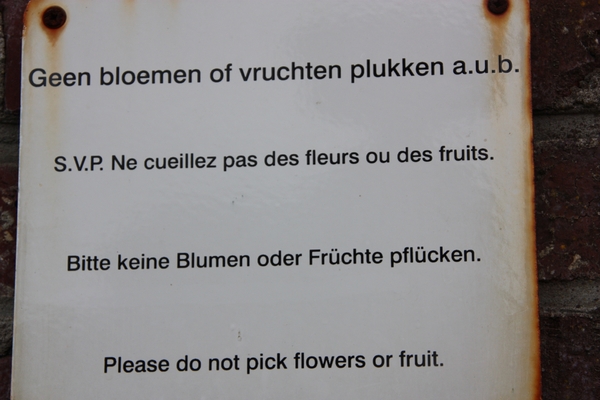 Geen bloemen of vruchten plukken a.u.b.
S.V.P. Ne cueillez pas des fleurs ou des fruits.
Bitte keine Blumen oder Früchte pflücken.
Please do not pick flowers or fruit.